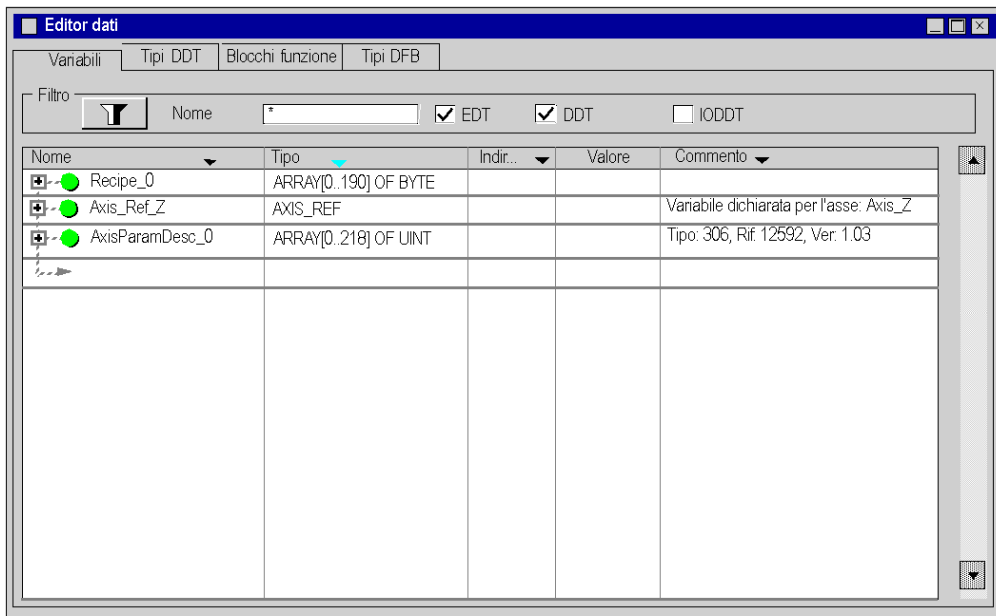 Editor dati
Variabili Tipi DDT Blocchi funzione Tipi DFB
Filtro
Nome * EDT DDT IODDT
Nome Tipo Indir... Valore Commento
Recipe_0 ARRAY[0..190] OF BYTE
Axis_Ref_Z AXIS_REF Variabile dichiarata per l'asse: Axis_Z
AxisParamDesc_0 ARRAY[0..218] OF UINT Tipo: 306, Rif. 12592, Ver: 1.03